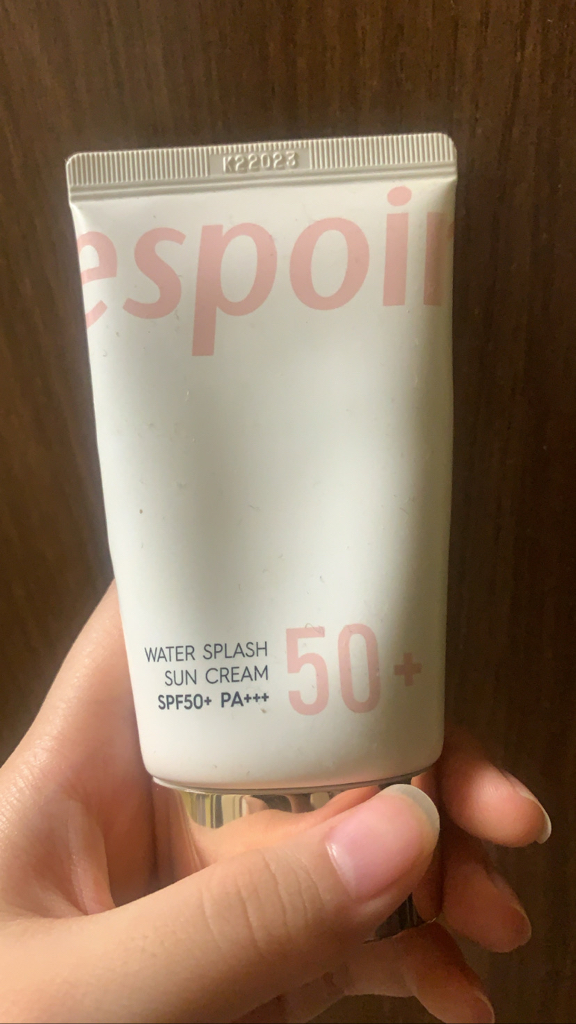 K22023
espoir
WATER SPLASH
SUN CREAM
SPF50+ PA+++
50+